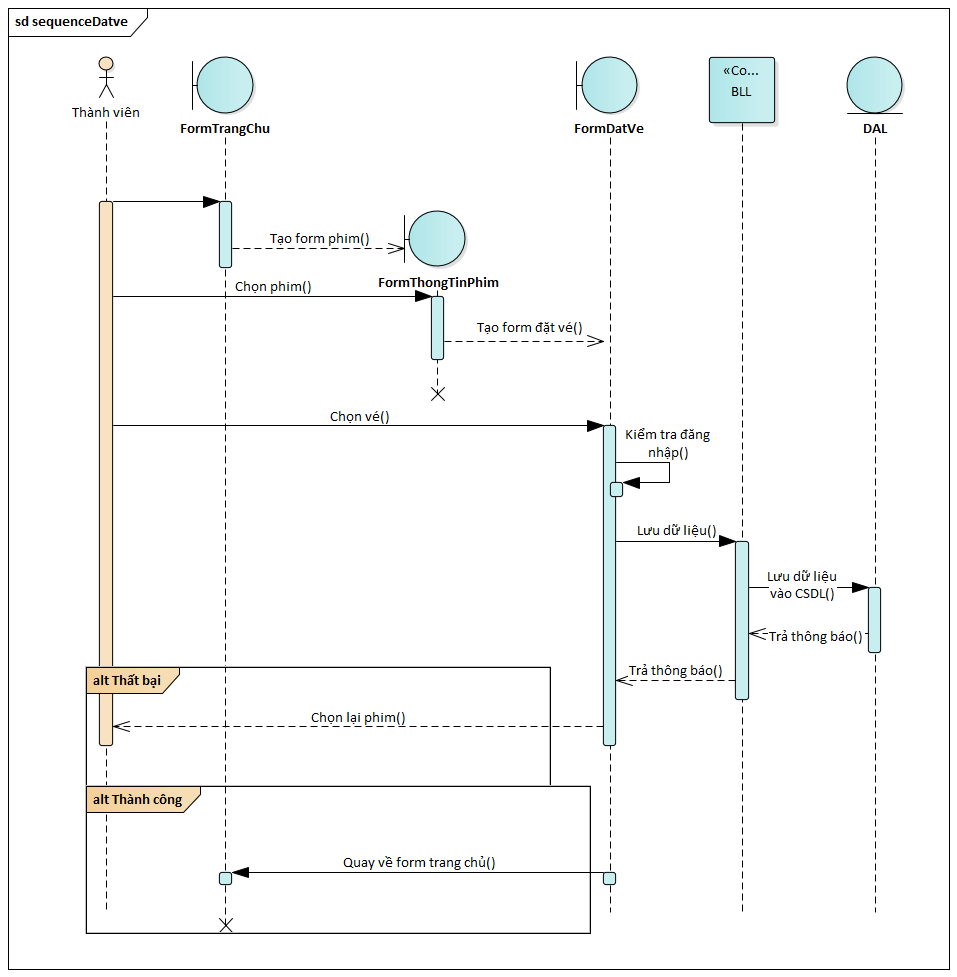 sd sequenceDatve
«Co...
BLL
Thành viên
FormTrangChu
FormDatVe
DAL
Tạo form phim()
FormThongTinPhim
Chọn phim()
Tạo form đặt vé()
Chọn vé()
Kiểm tra đăng
nhập()
Lưu dữ liệu()
Lưu dữ liệu
vào CSDL()
Trả thông báo()
Trả thông báo()
alt Thất bại
Chọn lại phim()
alt Thành công
Quay về form trang chủ()